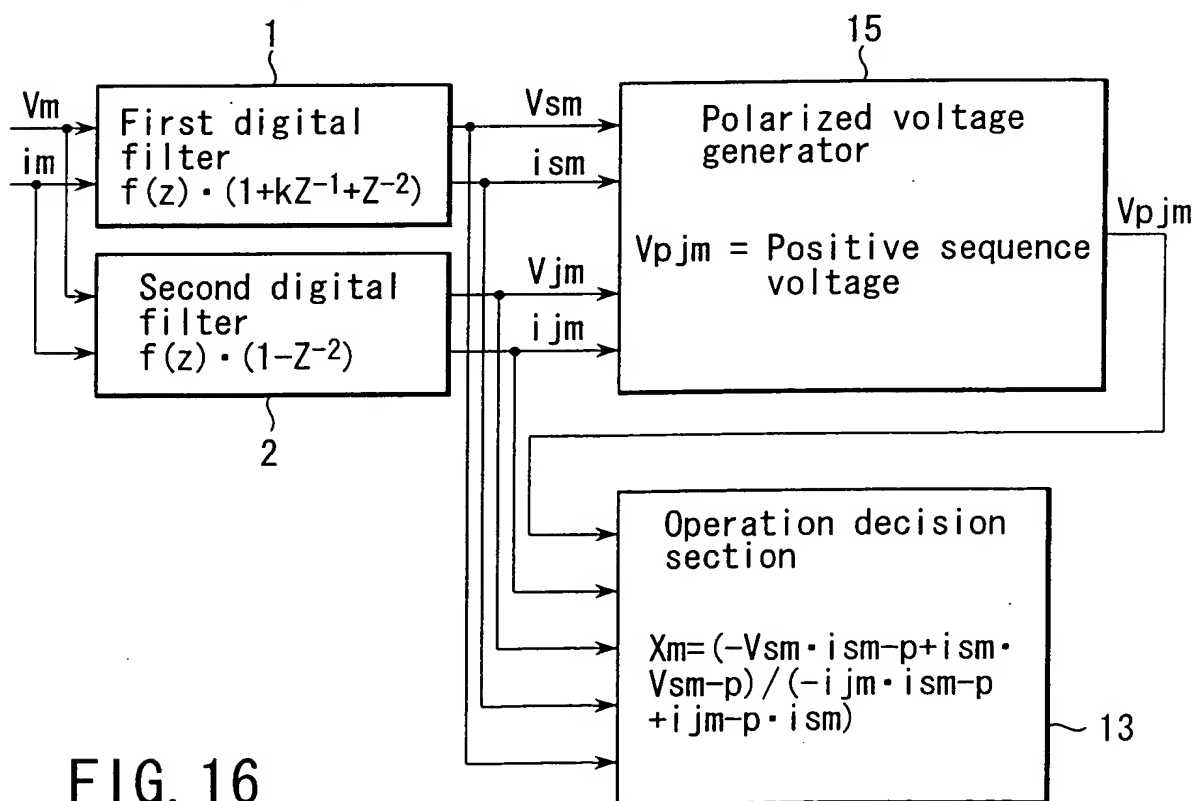 1
15
Vm
im
First digital
filter
f(z)・(1+kZ-1+Z-2)
Vsm
ism
Polarized voltage
generator
Vpjm = Positive sequence
voltage
Vpjm
Second digital
filter
f(z)・(1-Z-2)
Vjm
ijm
2
Operation decision
section
Xm=(-Vsm・ism-p+ism・
Vsm-p)/(-ijm・ism-p
+ijm-p・ism)
13
FIG. 16